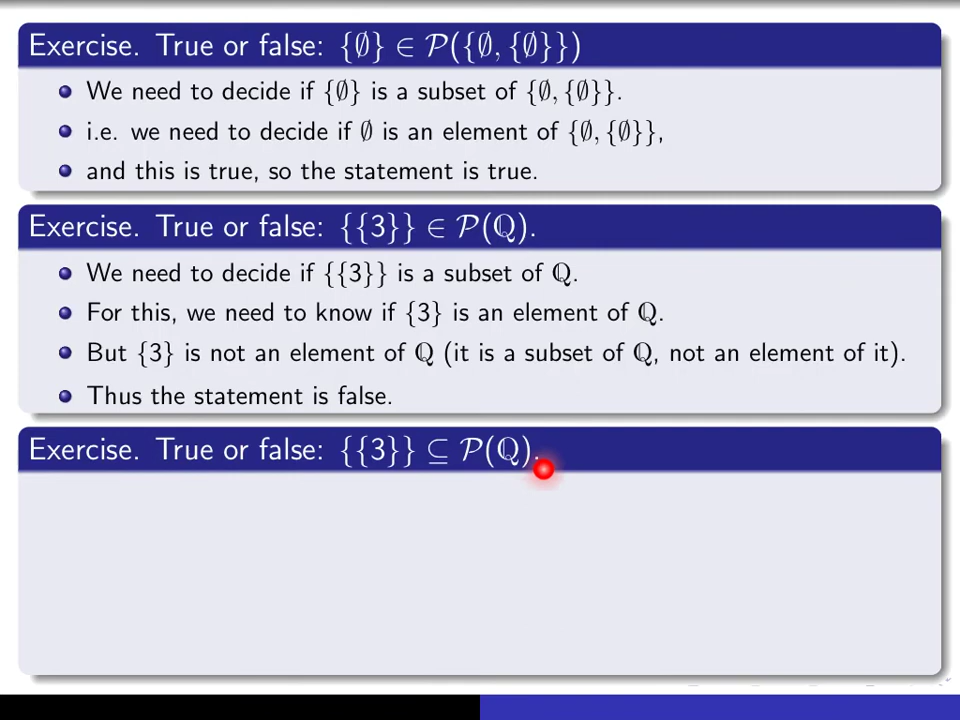 Exercise. True or false: {∅} ∈ 𝒫({∅, {∅}})
We need to decide if {∅} is a subset of {∅, {∅}}.
i.e. we need to decide if ∅ is an element of {∅, {∅}},
and this is true, so the statement is true.
Exercise. True or false: {{3}} ∈ 𝒫(ℚ).
We need to decide if {{3}} is a subset of ℚ.
For this, we need to know if {3} is an element of ℚ.
But {3} is not an element of ℚ (it is a subset of ℚ, not an element of it).
Thus the statement is false.
Exercise. True or false: {{3}} ⊆ 𝒫(ℚ).